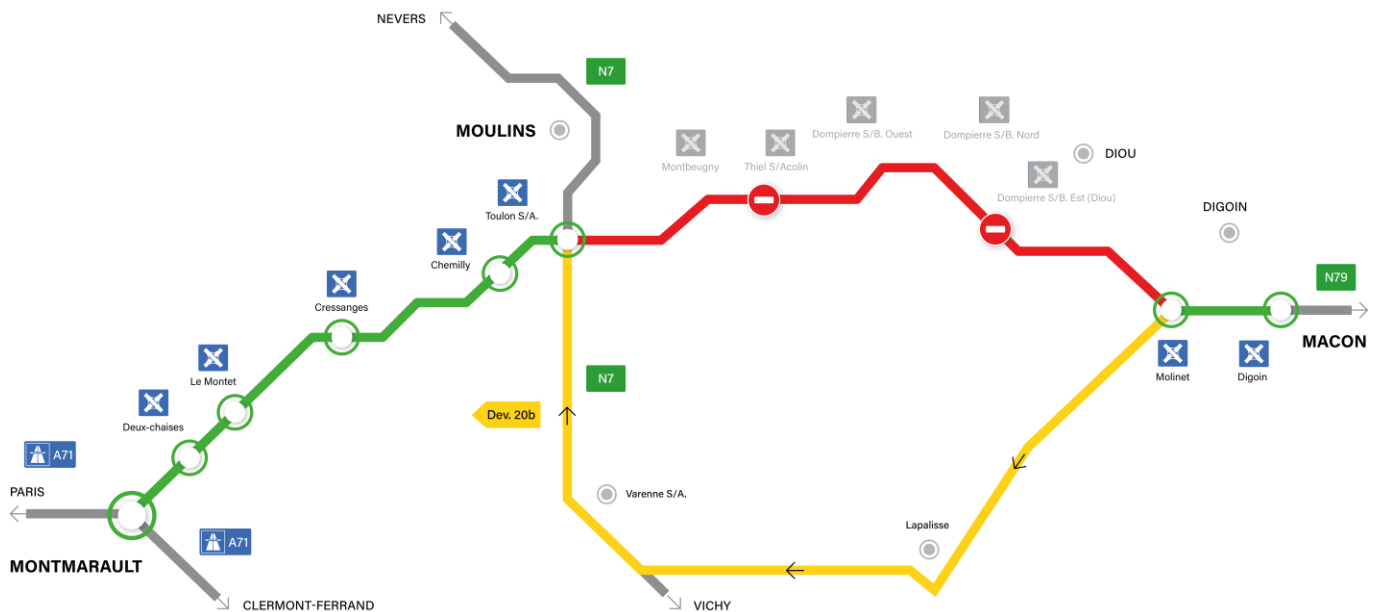 NEVERS
N7
MOULINS
Dompierre S/B. Ouest
Dompierre S/B. Nord
Montbeugny
Thiel S/Acolin
DIOU
Dompierre S/B. Est (Diou)
Toulon S/A.
DIGOIN
Chemilly
N79
Cressanges
MACON
Molinet
Digoin
Le Montet
N7
Dev. 20b
Deux-chaises
A71
PARIS
Varenne S/A.
Lapalisse
A71
MONTMARAULT
CLERMONT-FERRAND
VICHY